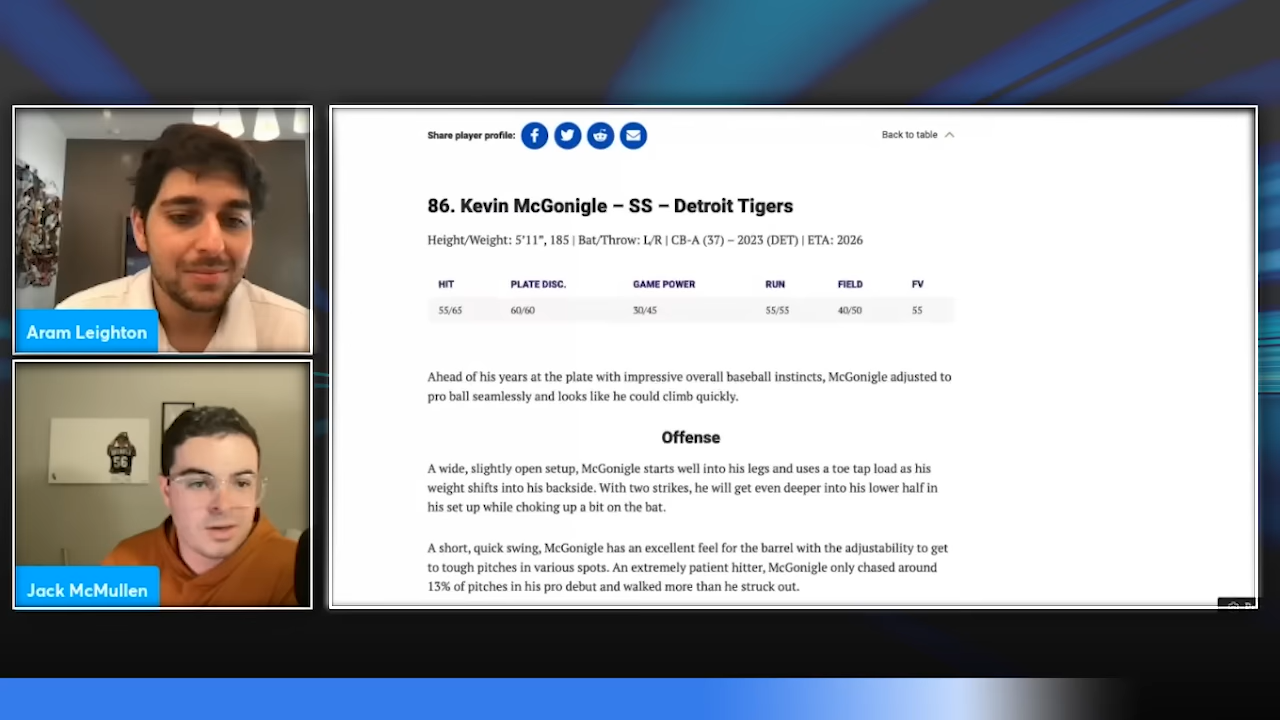 Aram Leighton
56
Jack McMullen
Share player profile:
Back to table
86. Kevin McGonigle – SS – Detroit Tigers
Height/Weight: 5'11", 185 | Bat/Throw: L/R | CB-A (37) – 2023 (DET) | ETA: 2026
HIT PLATE DISC. GAME POWER RUN FIELD FV
55/65 60/60 30/45 55/55 40/50 55
Ahead of his years at the plate with impressive overall baseball instincts, McGonigle adjusted to
pro ball seamlessly and looks like he could climb quickly.
Offense
A wide, slightly open setup, McGonigle starts well into his legs and uses a toe tap load as his
weight shifts into his backside. With two strikes, he will get even deeper into his lower half in
his set up while choking up a bit on the bat.
A short, quick swing, McGonigle has an excellent feel for the barrel with the adjustability to get
to tough pitches in various spots. An extremely patient hitter, McGonigle only chased around
13% of pitches in his pro debut and walked more than he struck out.